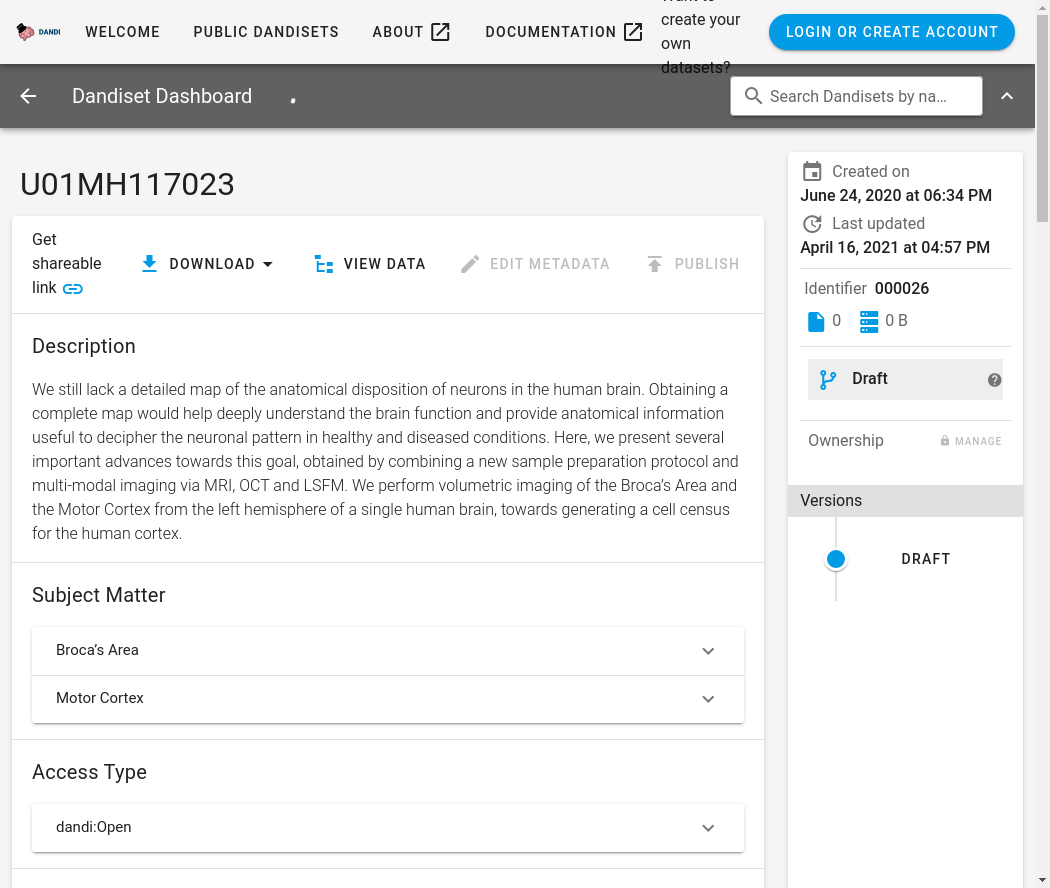 DANDI
WELCOME
PUBLIC DANDISETS
ABOUT
DOCUMENTATION
create your
own
datasets?
LOGIN OR CREATE ACCOUNT
Dandiset Dashboard
Search Dandisets by na…
U01MH117023
Get
shareable
link
DOWNLOAD
VIEW DATA
EDIT METADATA
PUBLISH
Description
We still lack a detailed map of the anatomical disposition of neurons in the human brain. Obtaining a
complete map would help deeply understand the brain function and provide anatomical information
useful to decipher the neuronal pattern in healthy and diseased conditions. Here, we present several
important advances towards this goal, obtained by combining a new sample preparation protocol and
multi-modal imaging via MRI, OCT and LSFM. We perform volumetric imaging of the Broca’s Area and
the Motor Cortex from the left hemisphere of a single human brain, towards generating a cell census
for the human cortex.
Subject Matter
Broca’s Area
Motor Cortex
Access Type
dandi:Open
Created on
June 24, 2020 at 06:34 PM
Last updated
April 16, 2021 at 04:57 PM
Identifier 000026
0 0 B
Draft
Ownership
MANAGE
Versions
DRAFT